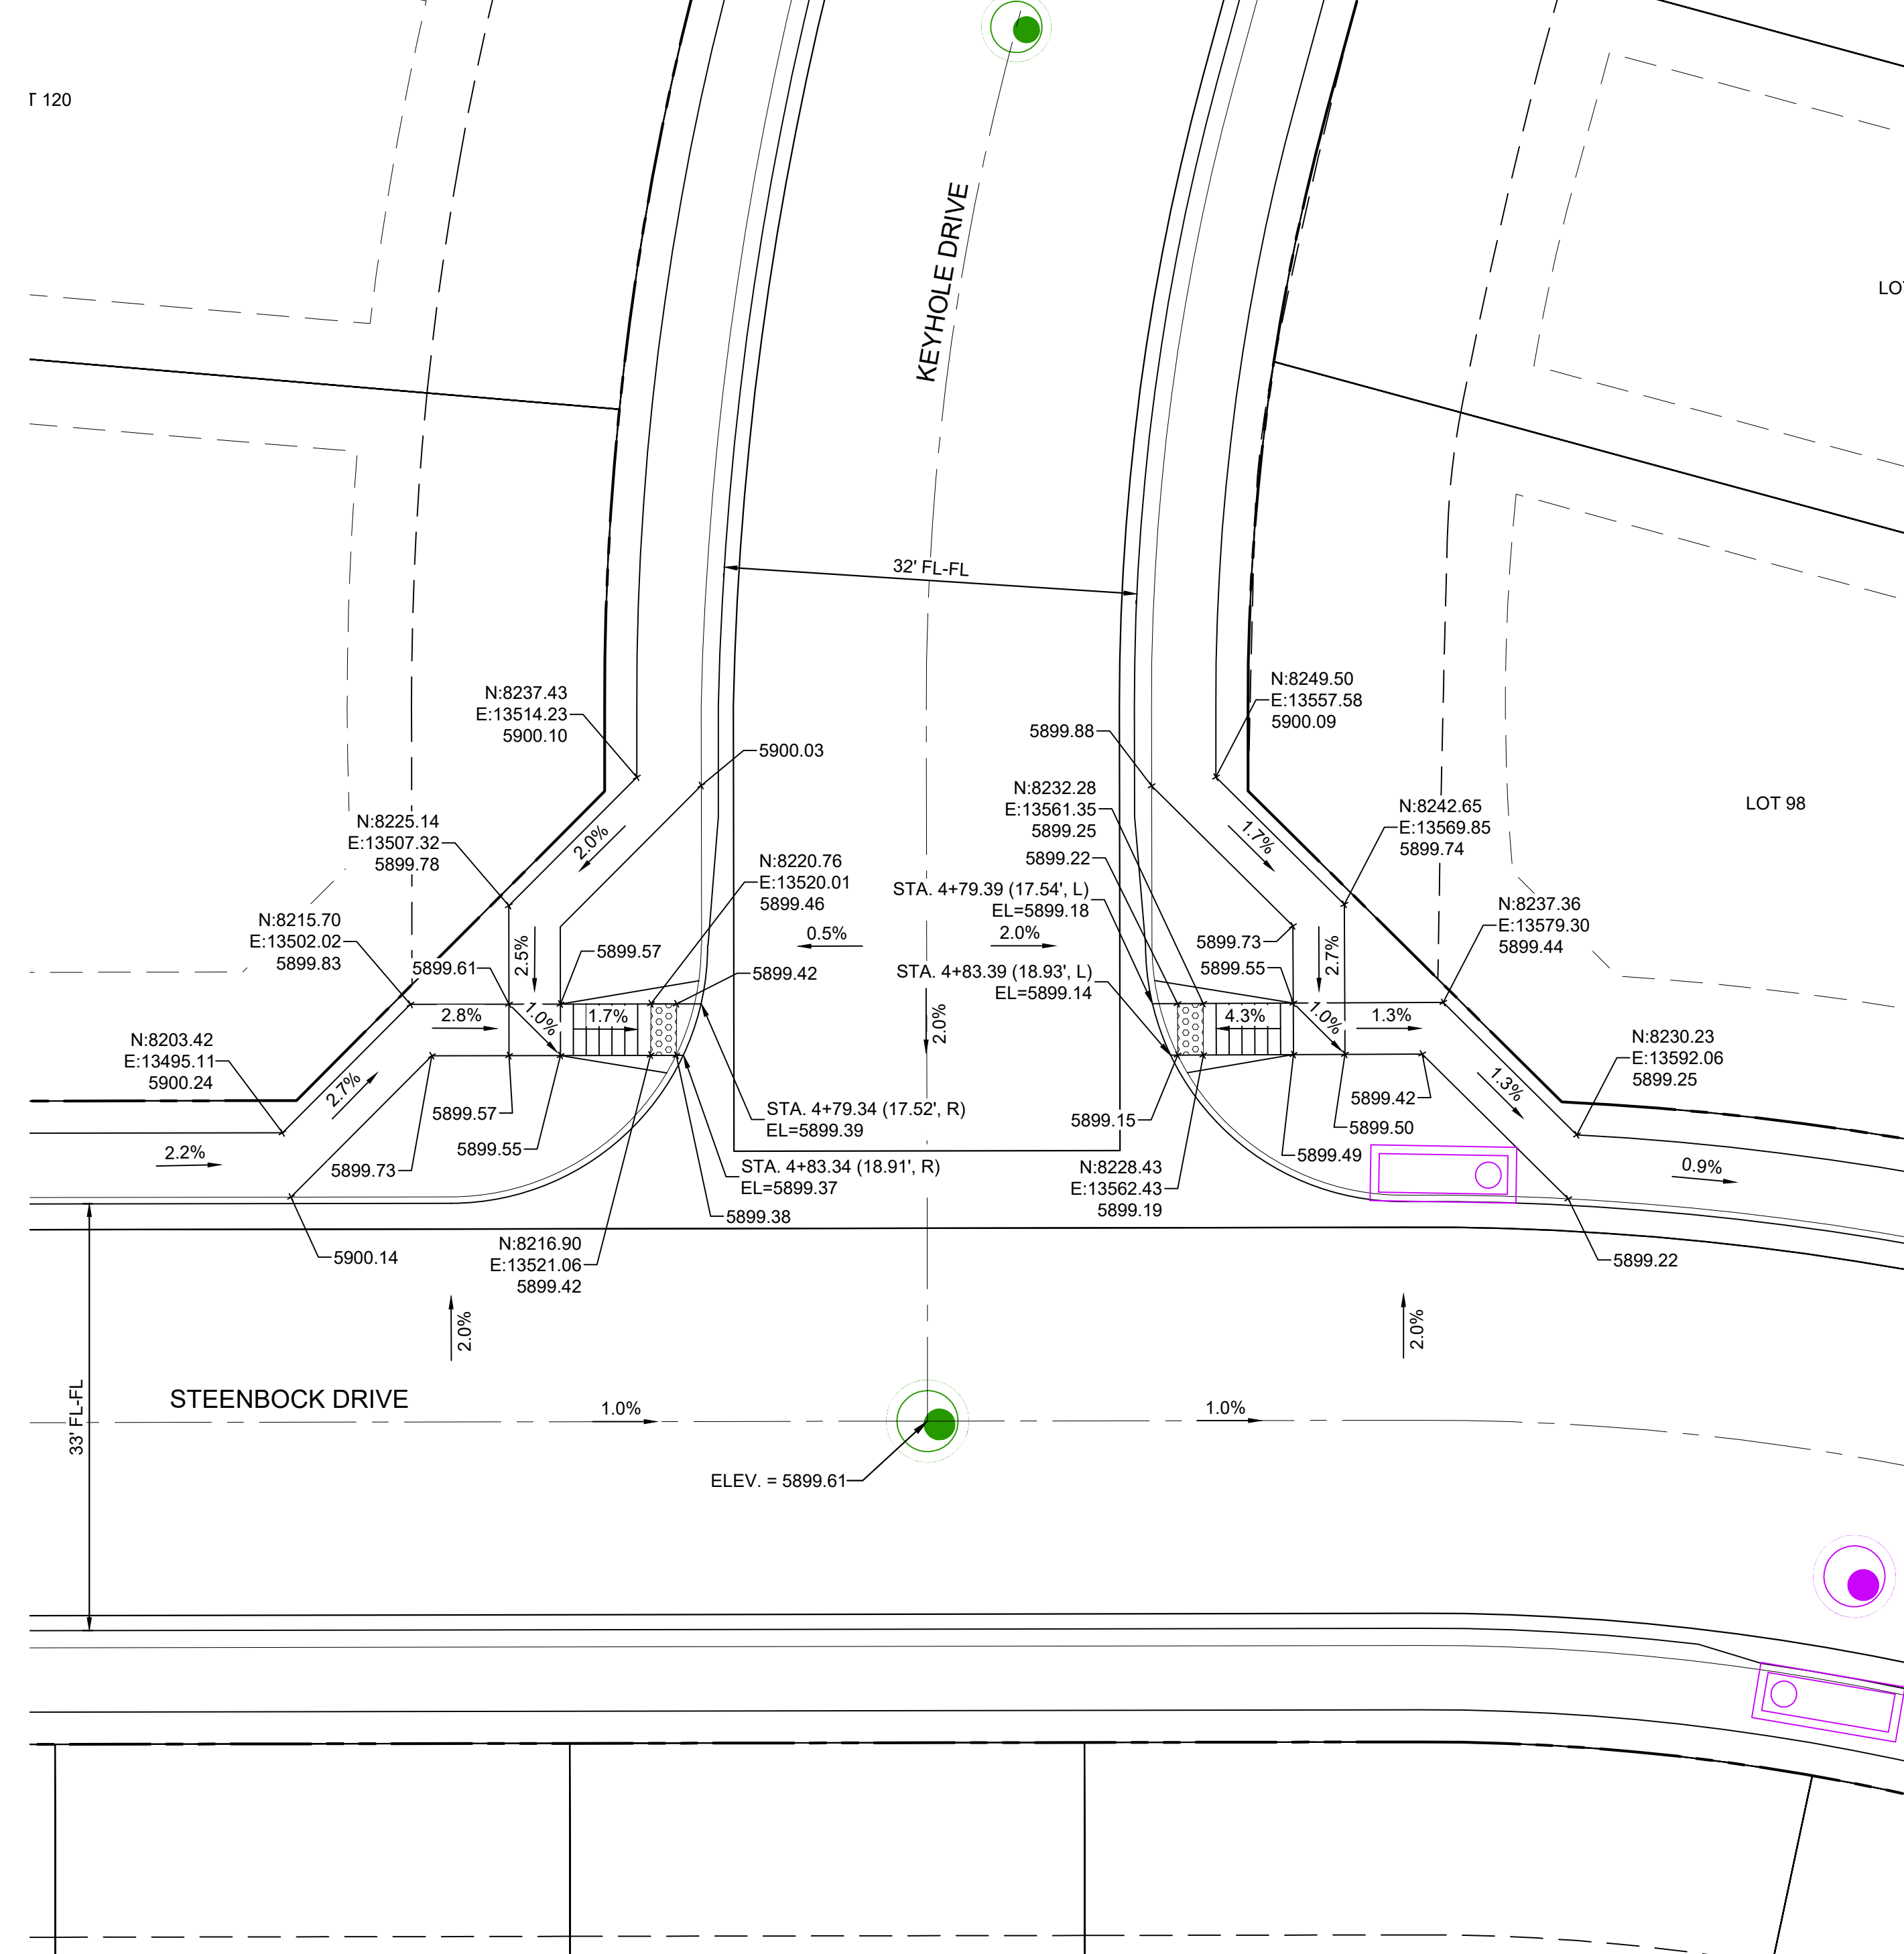 T 120
KEYHOLE DRIVE
32' FL-FL
N:8237.43
E:13514.23
5900.10
5900.03
N:8249.50
E:13557.58
5900.09
5899.88
N:8225.14
E:13507.32
5899.78
2.0%
N:8232.28
E:13561.35
5899.25
5899.22
1.7%
N:8242.65
E:13569.85
5899.74
LOT 98
N:8215.70
E:13502.02
5899.83
2.5%
5899.61
5899.57
N:8220.76
E:13520.01
5899.46
5899.42
0.5%
2.0%
2.0%
STA. 4+79.39 (17.54', L)
EL=5899.18
STA. 4+83.39 (18.93', L)
EL=5899.14
5899.73
5899.55
2.7%
N:8237.36
E:13579.30
5899.44
N:8203.42
E:13495.11
5900.24
2.8%
1.0%
1.7%
4.3%
1.0%
1.3%
N:8230.23
E:13592.06
5899.25
2.7%
2.2%
5899.57
5899.55
5899.73
5900.14
STA. 4+79.34 (17.52', R)
EL=5899.39
STA. 4+83.34 (18.91', R)
EL=5899.37
5899.38
N:8216.90
E:13521.06
5899.42
5899.15
N:8228.43
E:13562.43
5899.19
5899.42
5899.50
5899.49
1.3%
0.9%
5899.22
2.0%
2.0%
33' FL-FL
STEENBOCK DRIVE
1.0%
1.0%
ELEV. = 5899.61